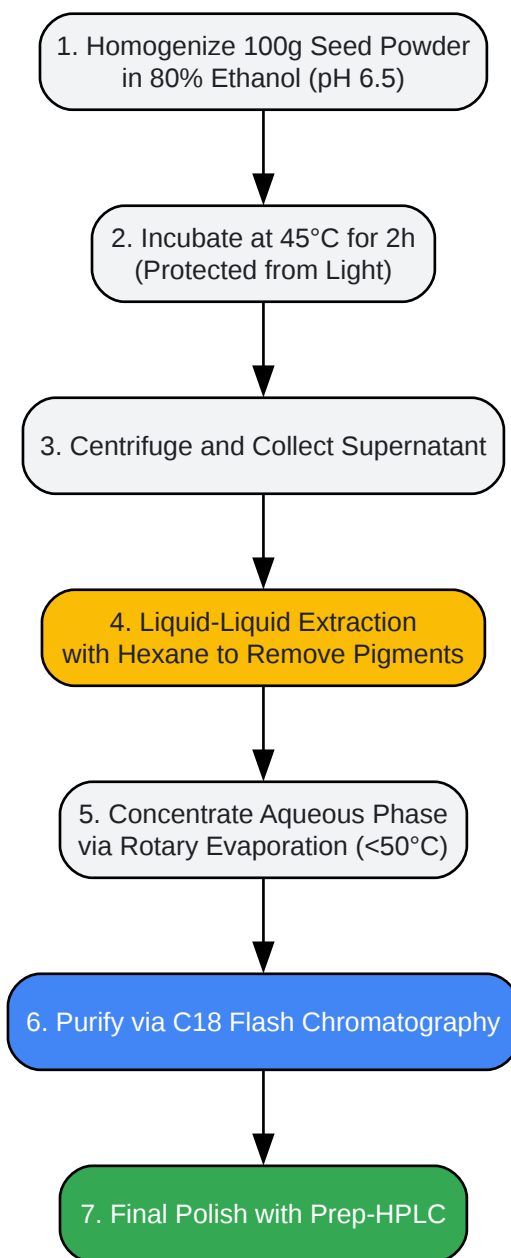 1. Homogenize 100g Seed Powder
in 80% Ethanol (pH 6.5)
2. Incubate at 45°C for 2h
(Protected from Light)
3. Centrifuge and Collect Supernatant
4. Liquid-Liquid Extraction
with Hexane to Remove Pigments
5. Concentrate Aqueous Phase
via Rotary Evaporation (<50°C)
6. Purify via C18 Flash Chromatography
7. Final Polish with Prep-HPLC